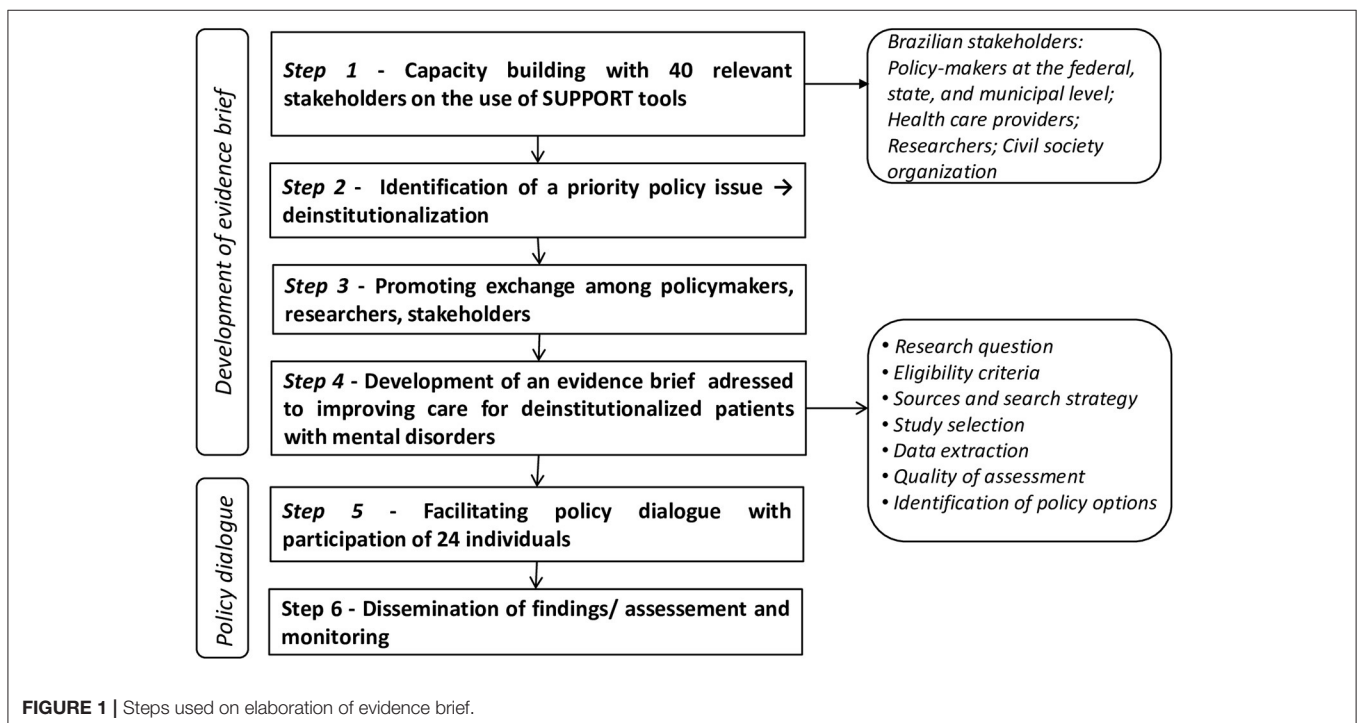 Development of evidence brief
Step 1 - Capacity building with 40 relevant
stakeholders on the use of SUPPORT tools
Brazilian stakeholders:
Policy-makers at the federal,
state, and municipal level;
Health care providers;
Researchers; Civil society
organization
Step 2 - Identification of a priority policy issue →
deinstitutionalization
Step 3 - Promoting exchange among policymakers,
researchers, stakeholders
Step 4 - Development of an evidence brief adressed
to improving care for deinstitutionalized patients
with mental disorders
• Research question
• Eligibility criteria
• Sources and search strategy
• Study selection
• Data extraction
• Quality of assessment
• Identification of policy options
Policy dialogue
Step 5 - Facilitating policy dialogue with
participation of 24 individuals
Step 6 - Dissemination of findings/ assessement and
monitoring
FIGURE 1 | Steps used on elaboration of evidence brief.